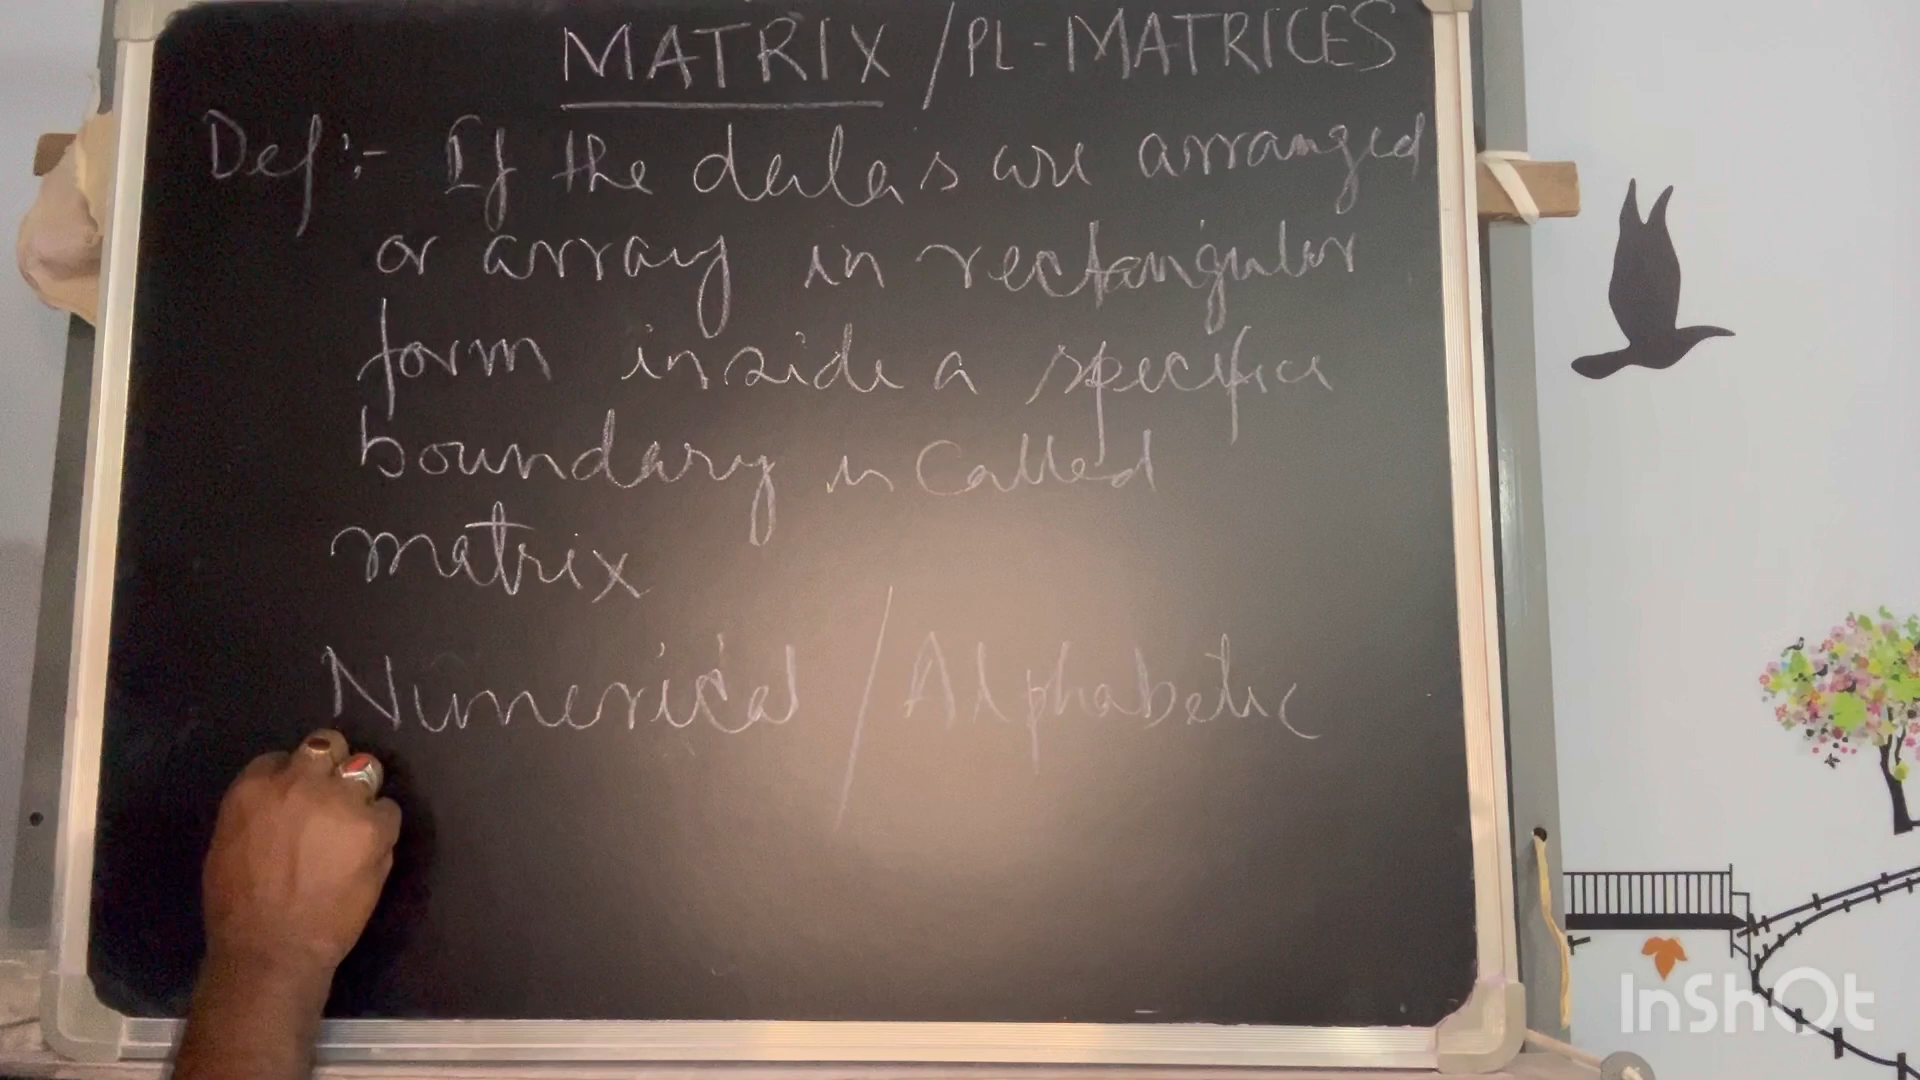 MATRIX / PL - MATRICES
Def :- If the datas are arranged
or array in rectangular
form inside a specific
boundary is called
matrix
Numerical / Alphabetic
InShOt